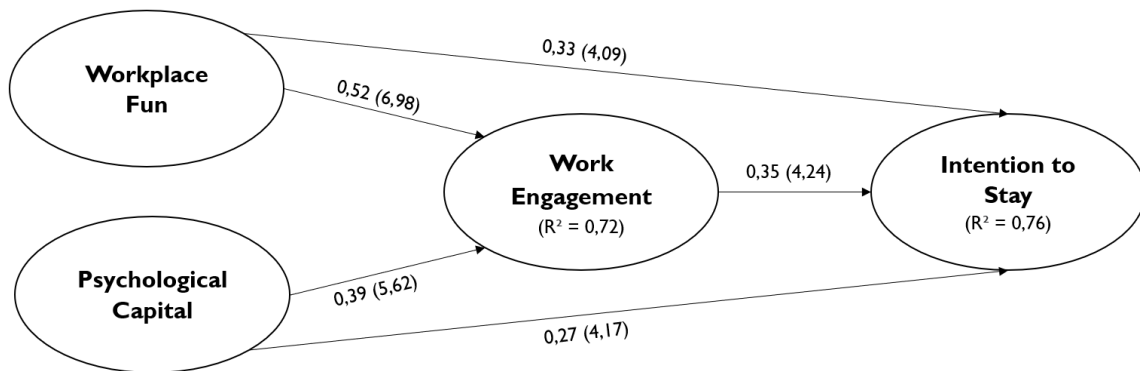 0,33 (4,09)
Workplace
Fun
0,52 (6,98)
Work
Engagement
(R² = 0,72)
0,35 (4,24)
Intention to
Stay
(R² = 0,76)
Psychological
Capital
0,39 (5,62)
0,27 (4,17)